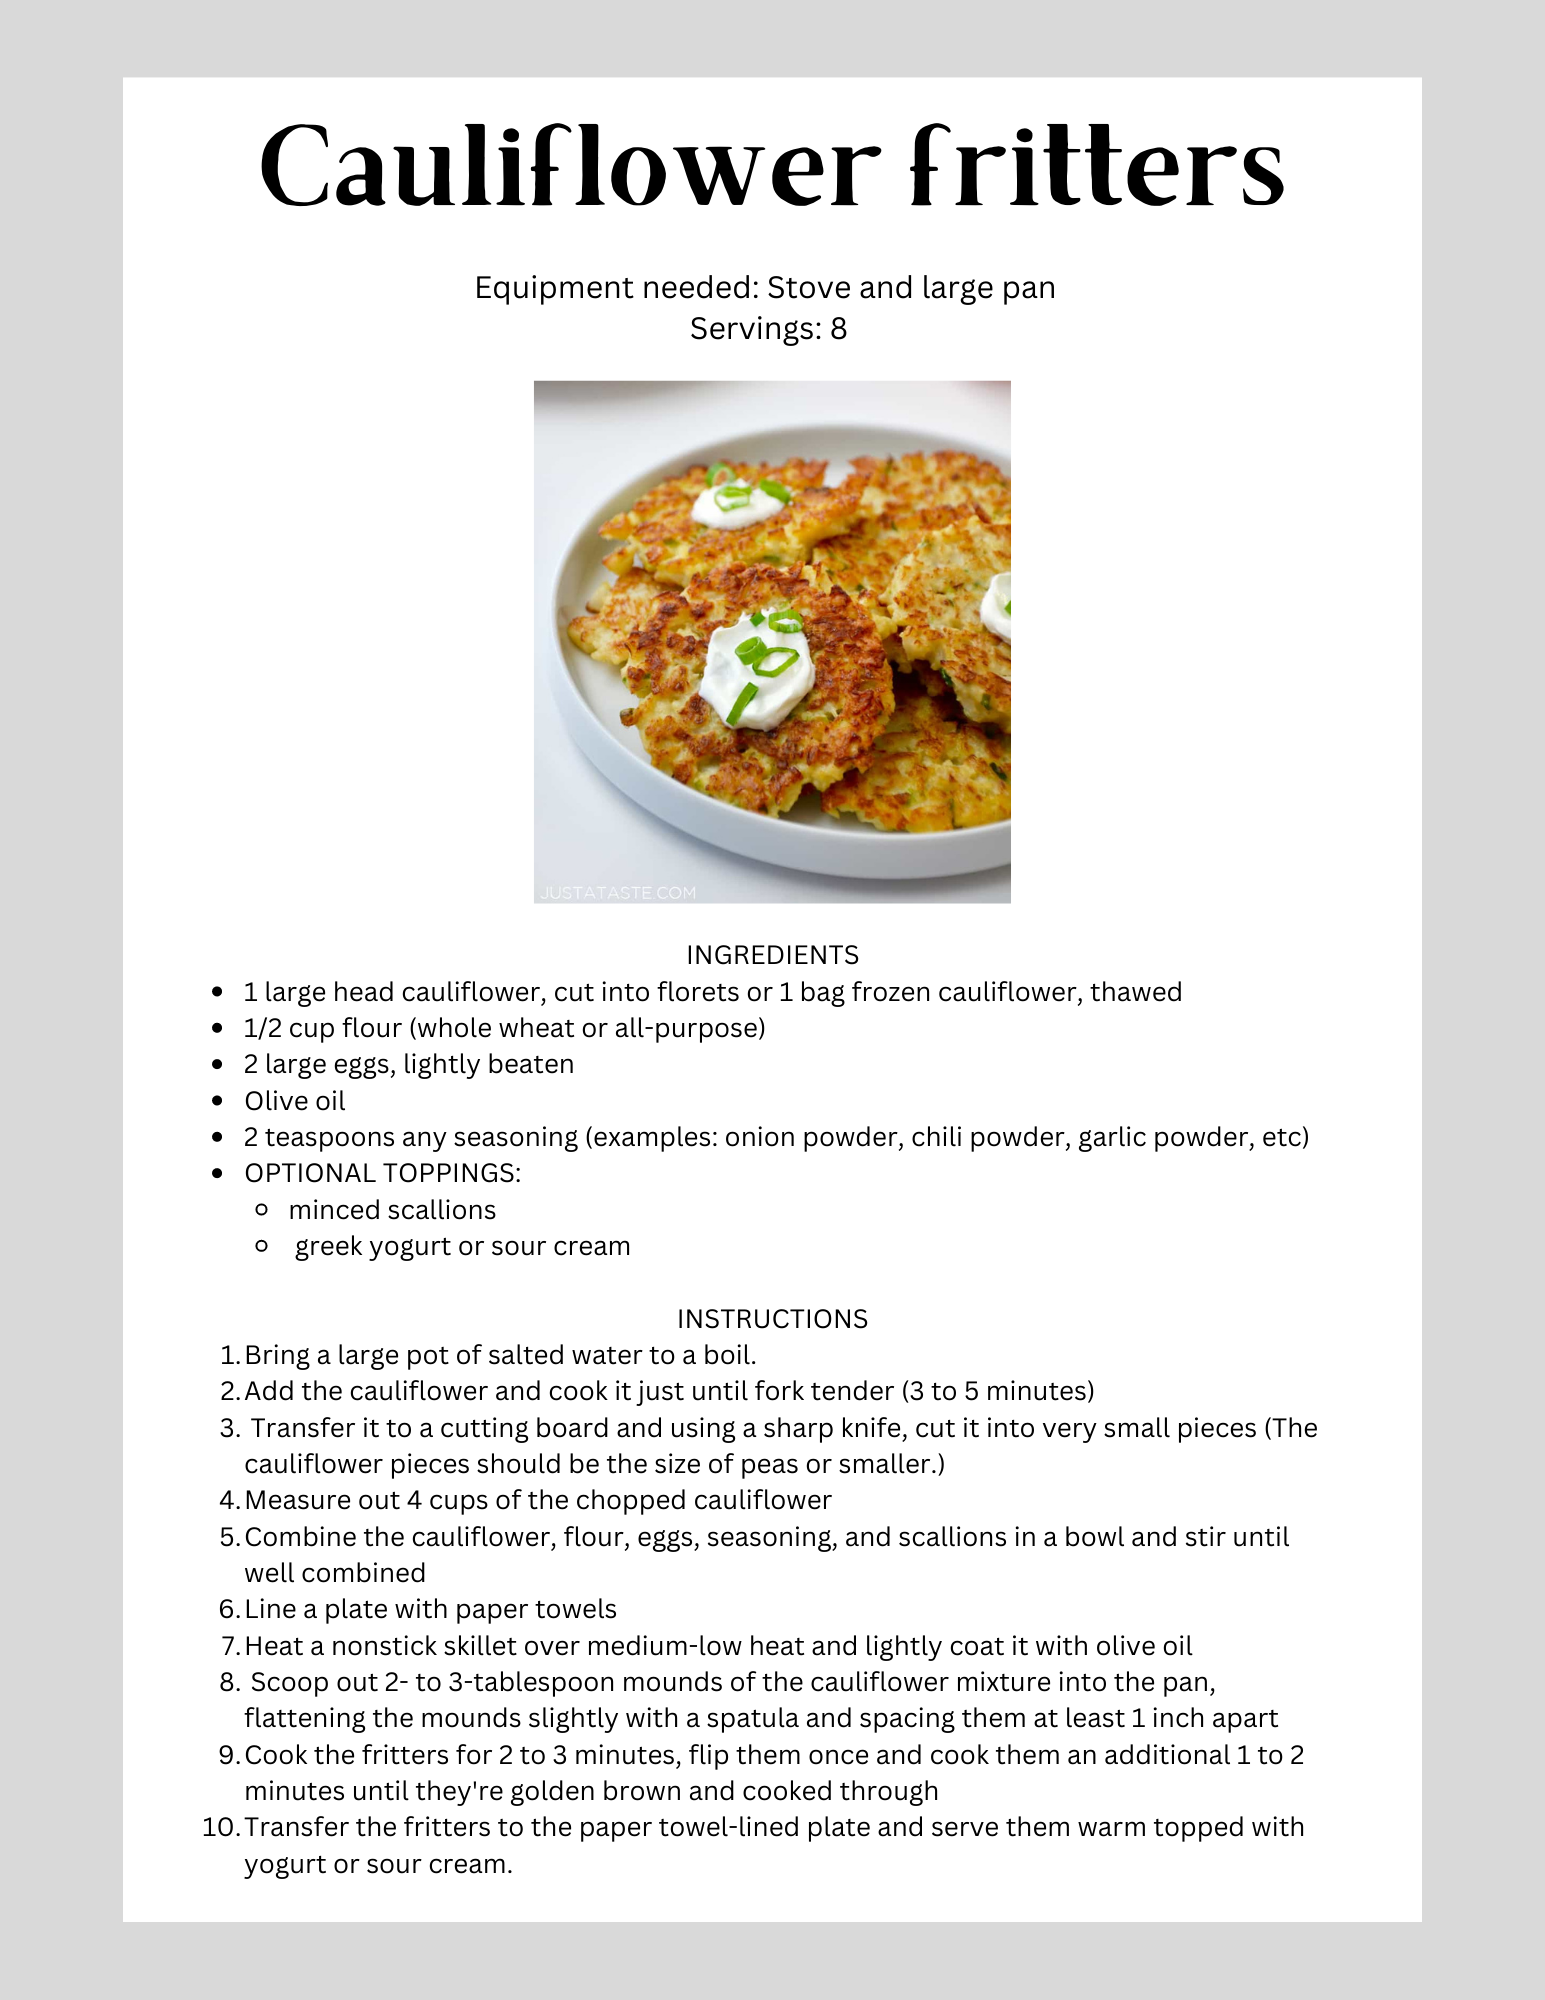 Cauliflower fritters
Equipment needed: Stove and large pan
Servings: 8
JUSTATASTE.COM
INGREDIENTS
• 1 large head cauliflower, cut into florets or 1 bag frozen cauliflower, thawed
• 1/2 cup flour (whole wheat or all-purpose)
• 2 large eggs, lightly beaten
• Olive oil
• 2 teaspoons any seasoning (examples: onion powder, chili powder, garlic powder, etc)
• OPTIONAL TOPPINGS:
◦ minced scallions
◦ greek yogurt or sour cream
INSTRUCTIONS
1. Bring a large pot of salted water to a boil.
2. Add the cauliflower and cook it just until fork tender (3 to 5 minutes)
3. Transfer it to a cutting board and using a sharp knife, cut it into very small pieces (The
cauliflower pieces should be the size of peas or smaller.)
4. Measure out 4 cups of the chopped cauliflower
5. Combine the cauliflower, flour, eggs, seasoning, and scallions in a bowl and stir until
well combined
6. Line a plate with paper towels
7. Heat a nonstick skillet over medium-low heat and lightly coat it with olive oil
8. Scoop out 2- to 3-tablespoon mounds of the cauliflower mixture into the pan,
flattening the mounds slightly with a spatula and spacing them at least 1 inch apart
9. Cook the fritters for 2 to 3 minutes, flip them once and cook them an additional 1 to 2
minutes until they're golden brown and cooked through
10. Transfer the fritters to the paper towel-lined plate and serve them warm topped with
yogurt or sour cream.